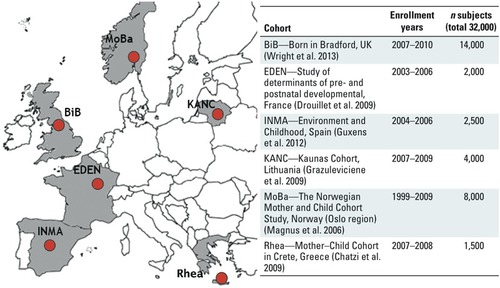 MoBa
BiB
KANC
EDEN
INMA
Rhea
Cohort
Enrollment
years
n subjects
(total 32,000)
BiB—Born in Bradford, UK
(Wright et al. 2013)
2007–2010
14,000
EDEN—Study of
determinants of pre- and
postnatal developmental,
France (Drouillet et al. 2009)
2003–2006
2,000
INMA—Environment and
Childhood, Spain (Guxens
et al. 2012)
2004–2006
2,500
KANC—Kaunas Cohort,
Lithuania (Grazuleviciene
et al. 2009)
2007–2009
4,000
MoBa—The Norwegian
Mother and Child Cohort
Study, Norway (Oslo region)
(Magnus et al. 2006)
1999–2009
8,000
Rhea—Mother–Child Cohort
in Crete, Greece (Chatzi et al.
2009)
2007–2008
1,500